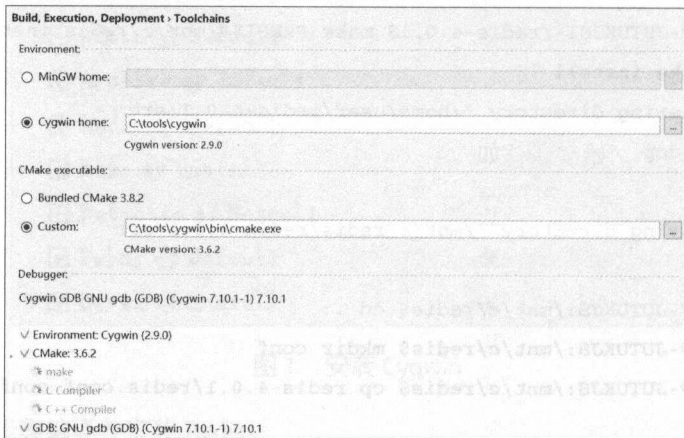 Build, Execution, Deployment › Toolchains
Environment:
MinGW home:
...
Cygwin home: C:\tools\cygwin ...
Cygwin version: 2.9.0
CMake executable:
Bundled CMake 3.8.2
Custom: C:\tools\cygwin\bin\cmake.exe ...
CMake version: 3.6.2
Debugger:
Cygwin GDB GNU gdb (GDB) (Cygwin 7.10.1-1) 7.10.1
Environment: Cygwin (2.9.0)
CMake: 3.6.2
make
C Compiler
C++ Compiler
GDB: GNU gdb (GDB) (Cygwin 7.10.1-1) 7.10.1